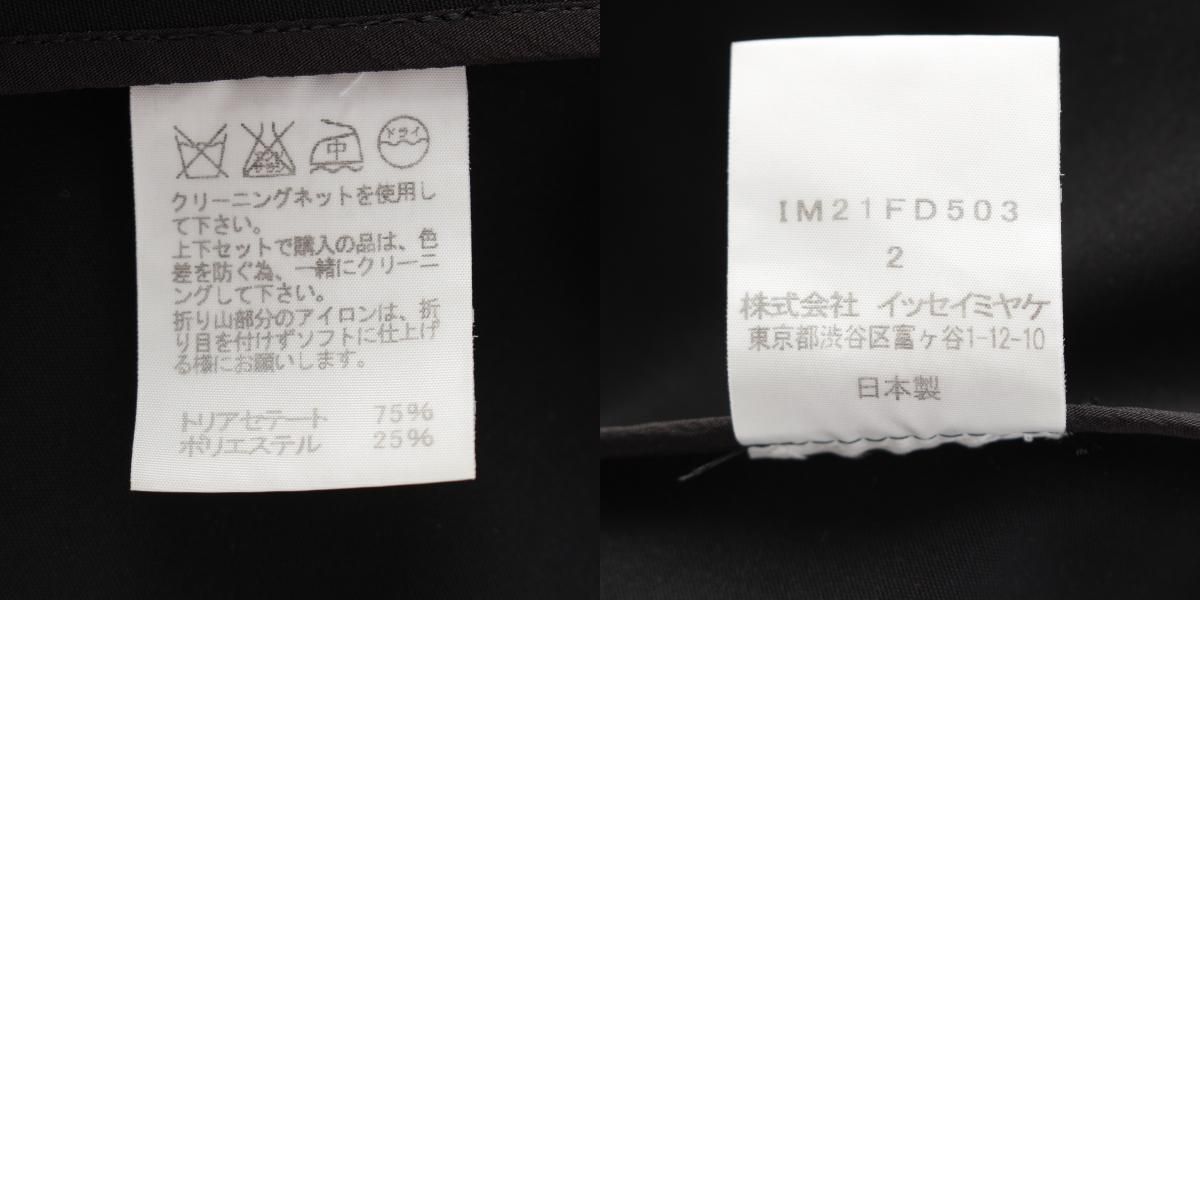 エンソ
サラシ
中
ドライ
クリーニングネットを使用し
て下さい。
上下セットで購入の品は、色
差を防ぐ為、一緒にクリーニ
ングして下さい。
折り山部分のアイロンは、折
り目を付けずソフトに仕上げ
る様にお願いします。
トリアセテート 75%
ポリエステル 25%
IM21FD503
2
株式会社 イッセイミヤケ
東京都渋谷区富ヶ谷1-12-10
日本製